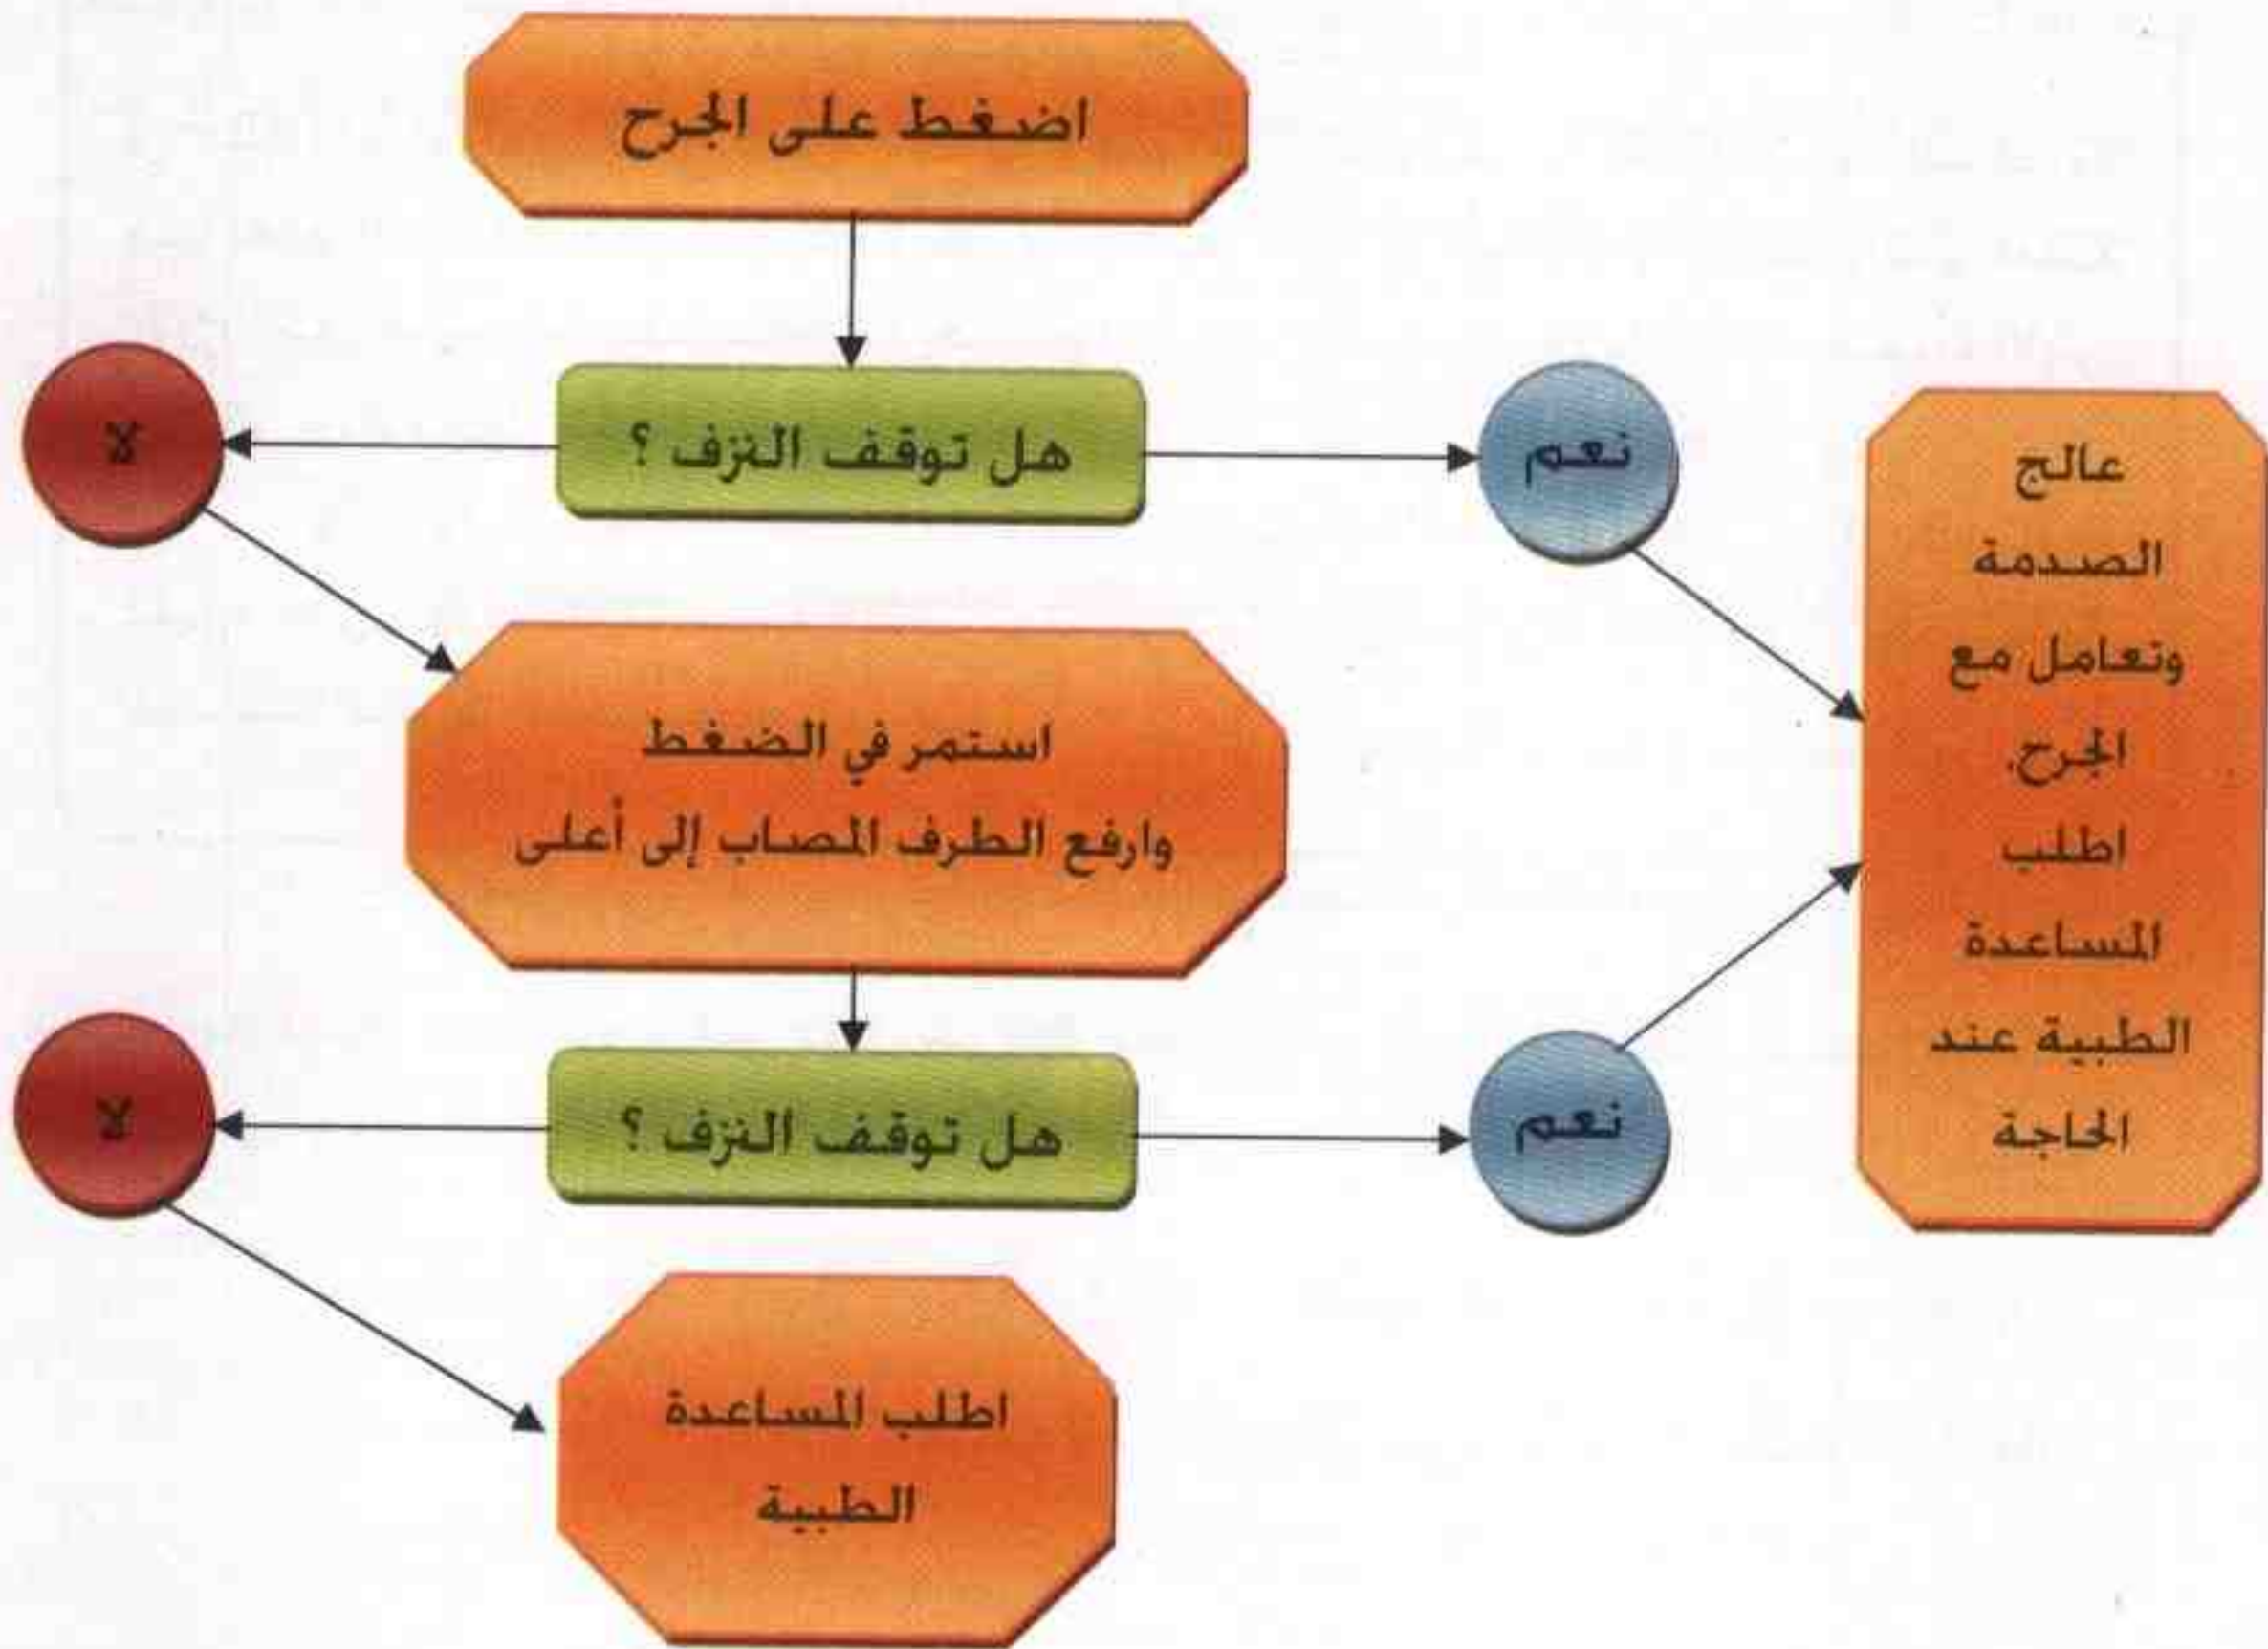 اضغط على الجرح
هل توقف النزف ؟
نعم
لا
عالج
الصدمة
وتعامل مع
الجرح.
اطلب
المساعدة
الطبية عند
الحاجة
استمر في الضغط
وارفع الطرف المصاب إلى أعلى
هل توقف النزف ؟
نعم
لا
اطلب المساعدة
الطبية